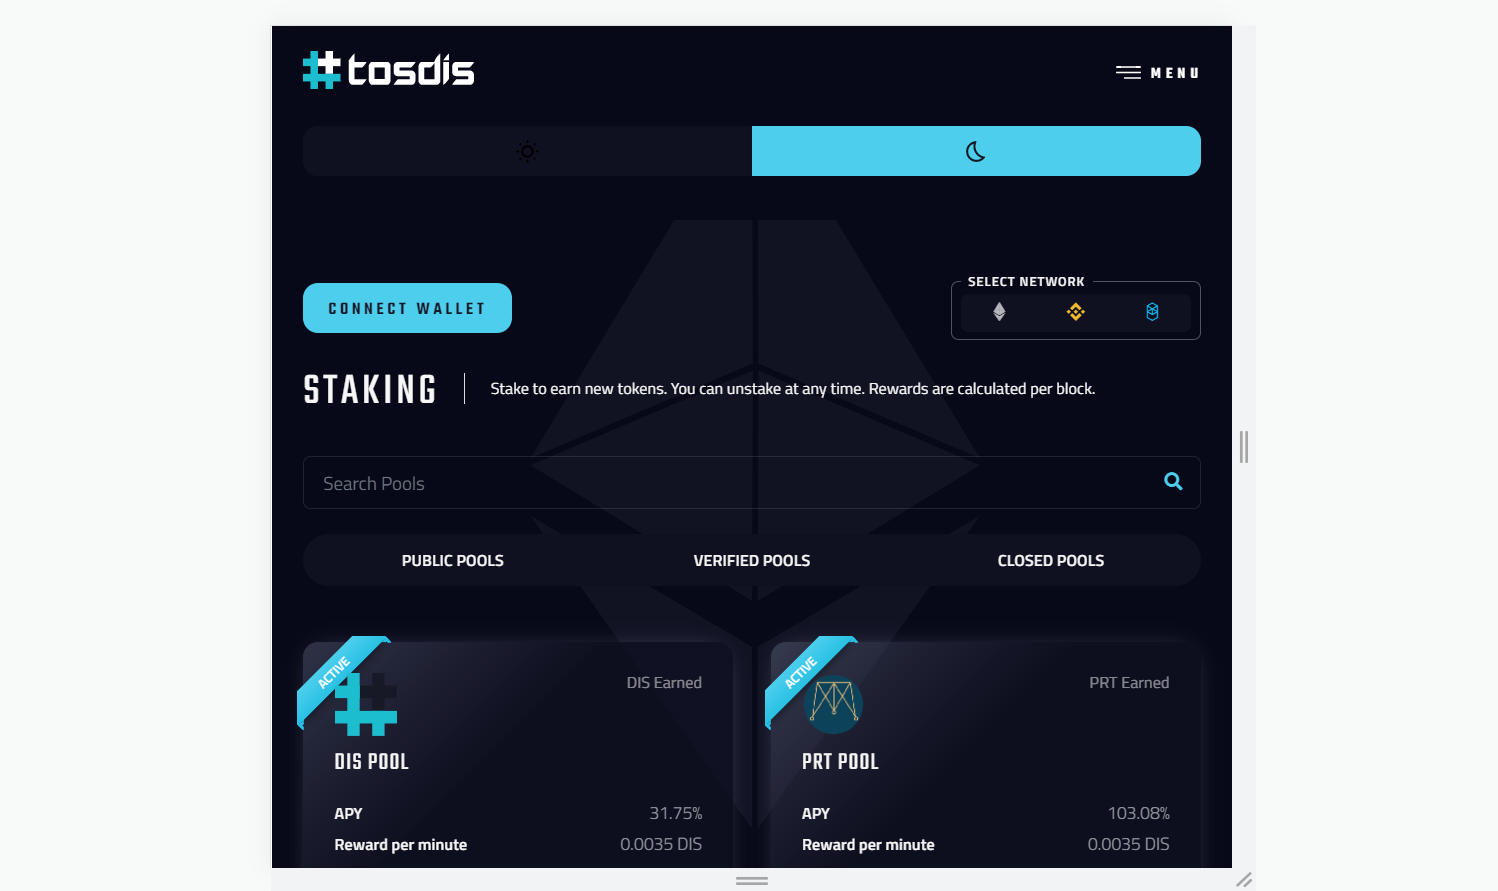 tosdis
MENU
CONNECT WALLET
SELECT NETWORK
STAKING
Stake to earn new tokens. You can unstake at any time. Rewards are calculated per block.
Search Pools
PUBLIC POOLS VERIFIED POOLS CLOSED POOLS
ACTIVE
DIS Earned
DIS POOL
APY 31.75%
Reward per minute 0.0035 DIS
ACTIVE
PRT Earned
PRT POOL
APY 103.08%
Reward per minute 0.0035 DIS